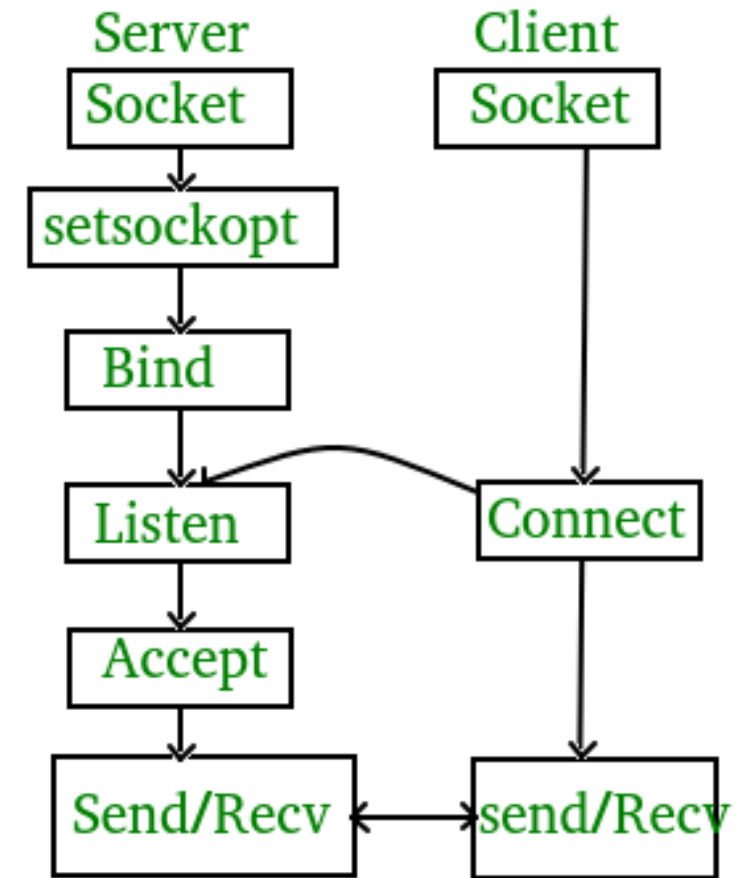 Server
Client
Socket
Socket
setsockopt
Bind
Listen
Connect
Accept
Send/Recv
send/Recv